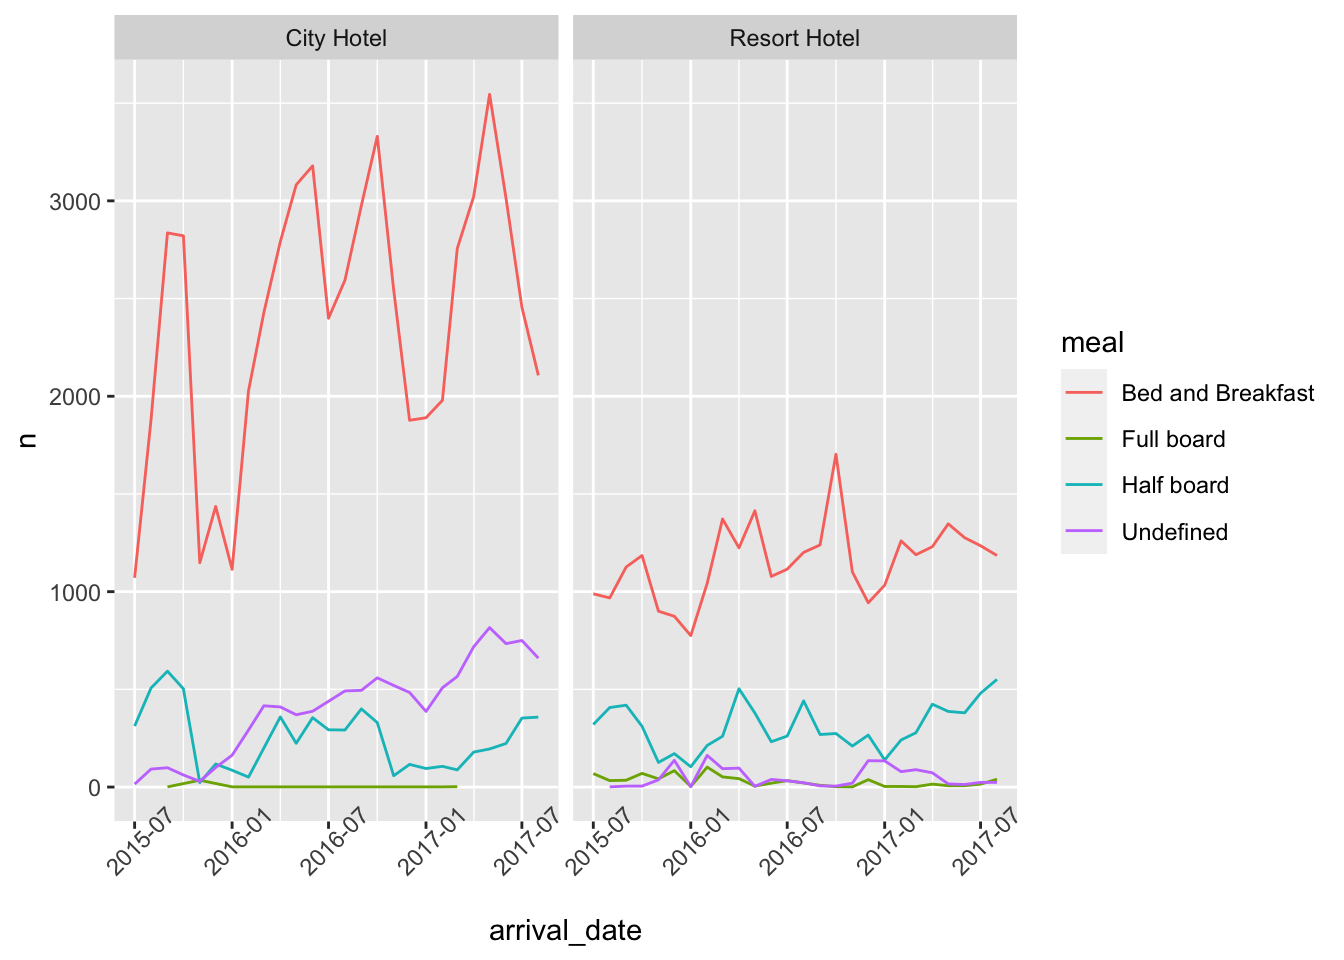 City Hotel
Resort Hotel
3000
2000
1000
0
n
2015-07
2016-01
2016-07
2017-01
2017-07
2015-07
2016-01
2016-07
2017-01
2017-07
arrival_date
meal
Bed and Breakfast
Full board
Half board
Undefined